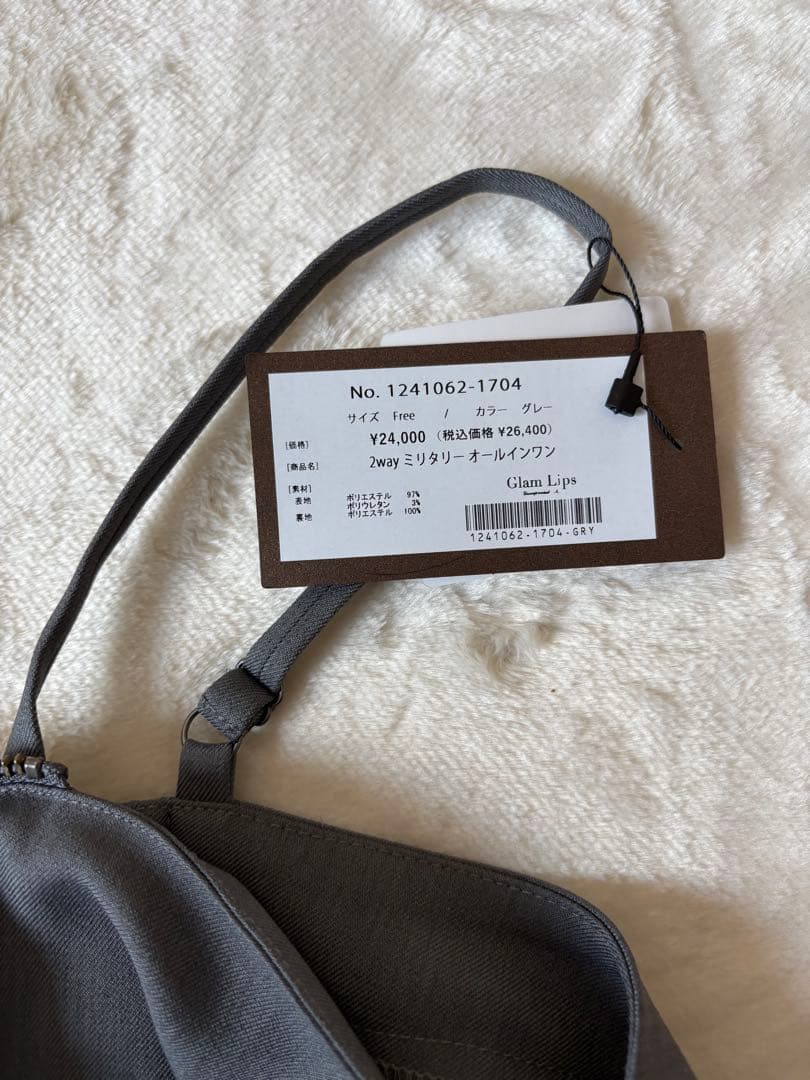 No. 1241062-1704
サイズ Free / カラー グレー
[価格] ¥24,000 (税込価格 ¥26,400)
[商品名] 2way ミリタリー オールインワン
[素材]
表地 ポリエステル 97%
ポリウレタン 3%
裏地 ポリエステル 100%
Glam Lips
1241062-1704-GRY